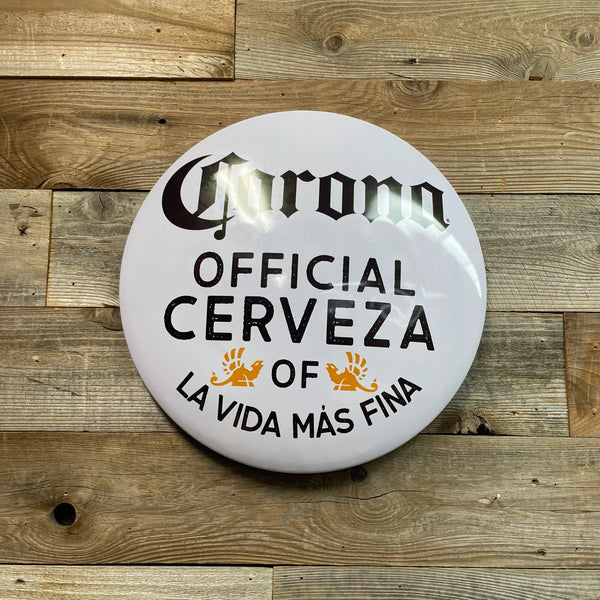 Corona
OFFICIAL
CERVEZA
OF
LA VIDA MÁS FINA